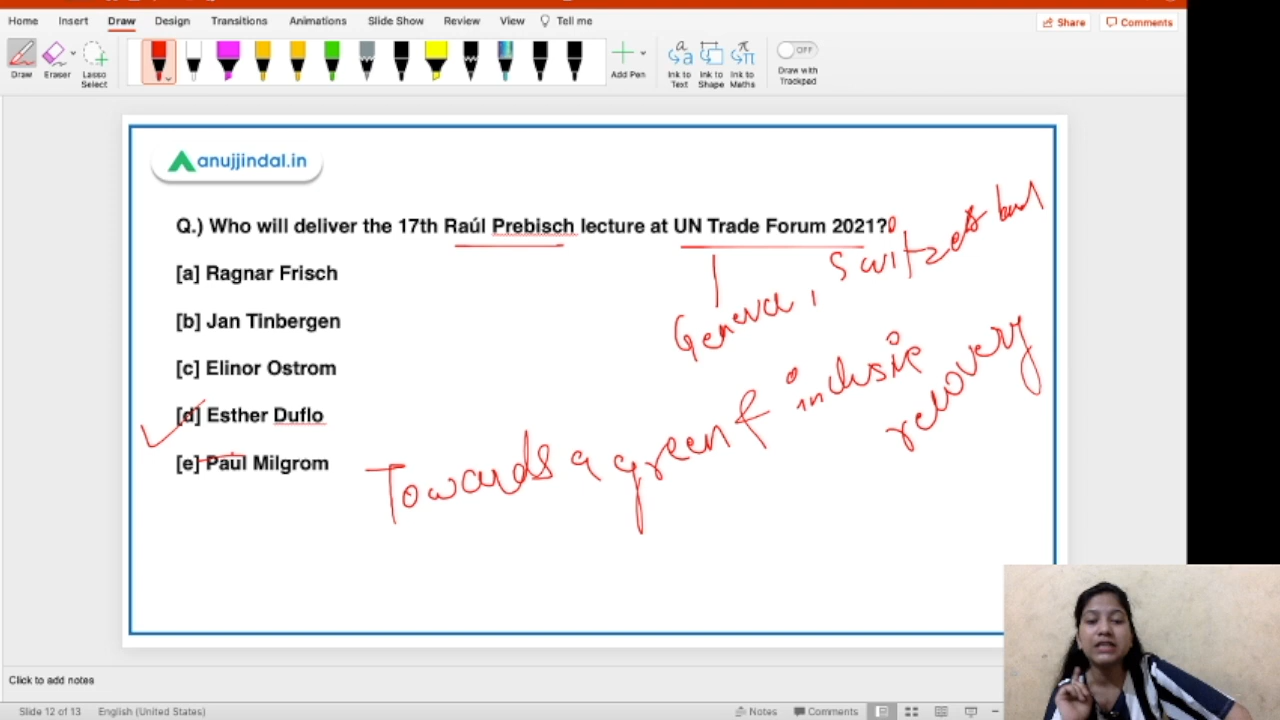 Home Insert Draw Design Transitions Animations Slide Show Review View Tell me Share Comments
Draw Eraser Lasso Select Add Pen Ink to Text Ink to Shape Ink to Maths OFF Draw with Trackpad
anujjindal.in
Q.) Who will deliver the 17th Raúl Prebisch lecture at UN Trade Forum 2021?
[a] Ragnar Frisch
[b] Jan Tinbergen
[c] Elinor Ostrom
[d] Esther Duflo
[e] Paul Milgrom
Geneva, Switzerland
Towards a green & inclusive recovery
Click to add notes
Slide 12 of 13 English (United States) Notes Comments